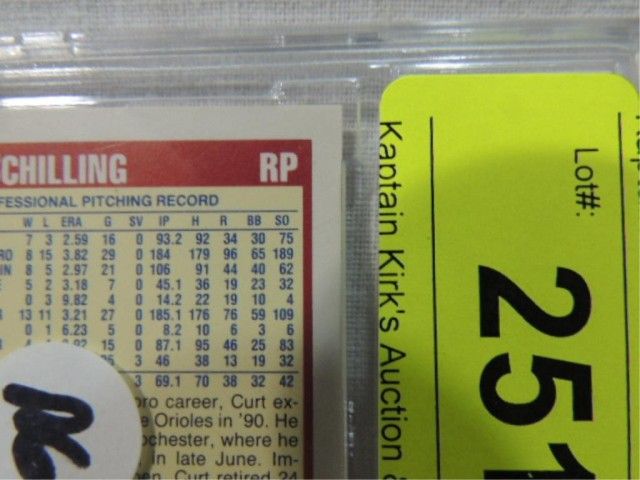 CHILLING RP
FESSIONAL PITCHING RECORD
W L ERA G SV IP H R BB SO
7 3 2.59 16 0 93.2 92 34 30 75
RO 8 15 3.82 29 0 184 179 96 65 189
IN 8 5 2.97 21 0 106 91 44 40 62
E 5 2 3.18 7 0 45.1 36 19 23 32
0 3 9.82 4 0 14.2 22 19 10 4
R 13 11 3.21 27 0 185.1 176 76 59 109
0 1 6.23 5 0 8.2 10 6 3 6
15 0 87.1 95 46 25 83
3 46 38 13 19 32
3 69.1 70 38 32 42
pro career, Curt ex-
e Orioles in '90. He
ochester, where he
in late June. Im-
Curt retired 24
Kaptain Kirk's Auction &
Lot#:
251